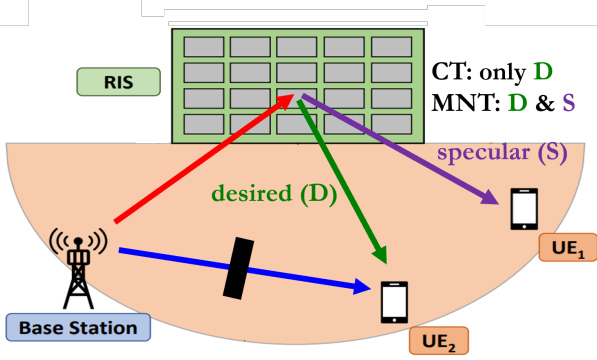 RIS
CT: only D
MNT: D & S
specular (S)
desired (D)
UE1
Base Station
UE2